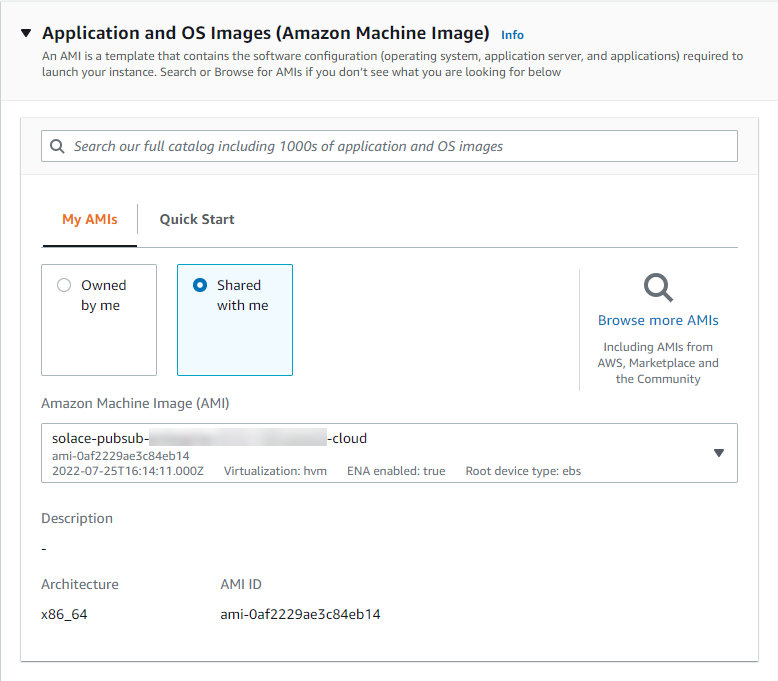 Application and OS Images (Amazon Machine Image) Info
An AMI is a template that contains the software configuration (operating system, application server, and applications) required to
launch your instance. Search or Browse for AMIs if you don't see what you are looking for below
Search our full catalog including 1000s of application and OS images
My AMIs
Quick Start
Owned
by me
Shared
with me
Browse more AMIs
Including AMIs from
AWS, Marketplace and
the Community
Amazon Machine Image (AMI)
solace-pubsub- -cloud
ami-0af2229ae3c84eb14
2022-07-25T16:14:11.000Z Virtualization: hvm ENA enabled: true Root device type: ebs
Description
-
Architecture AMI ID
x86_64 ami-0af2229ae3c84eb14